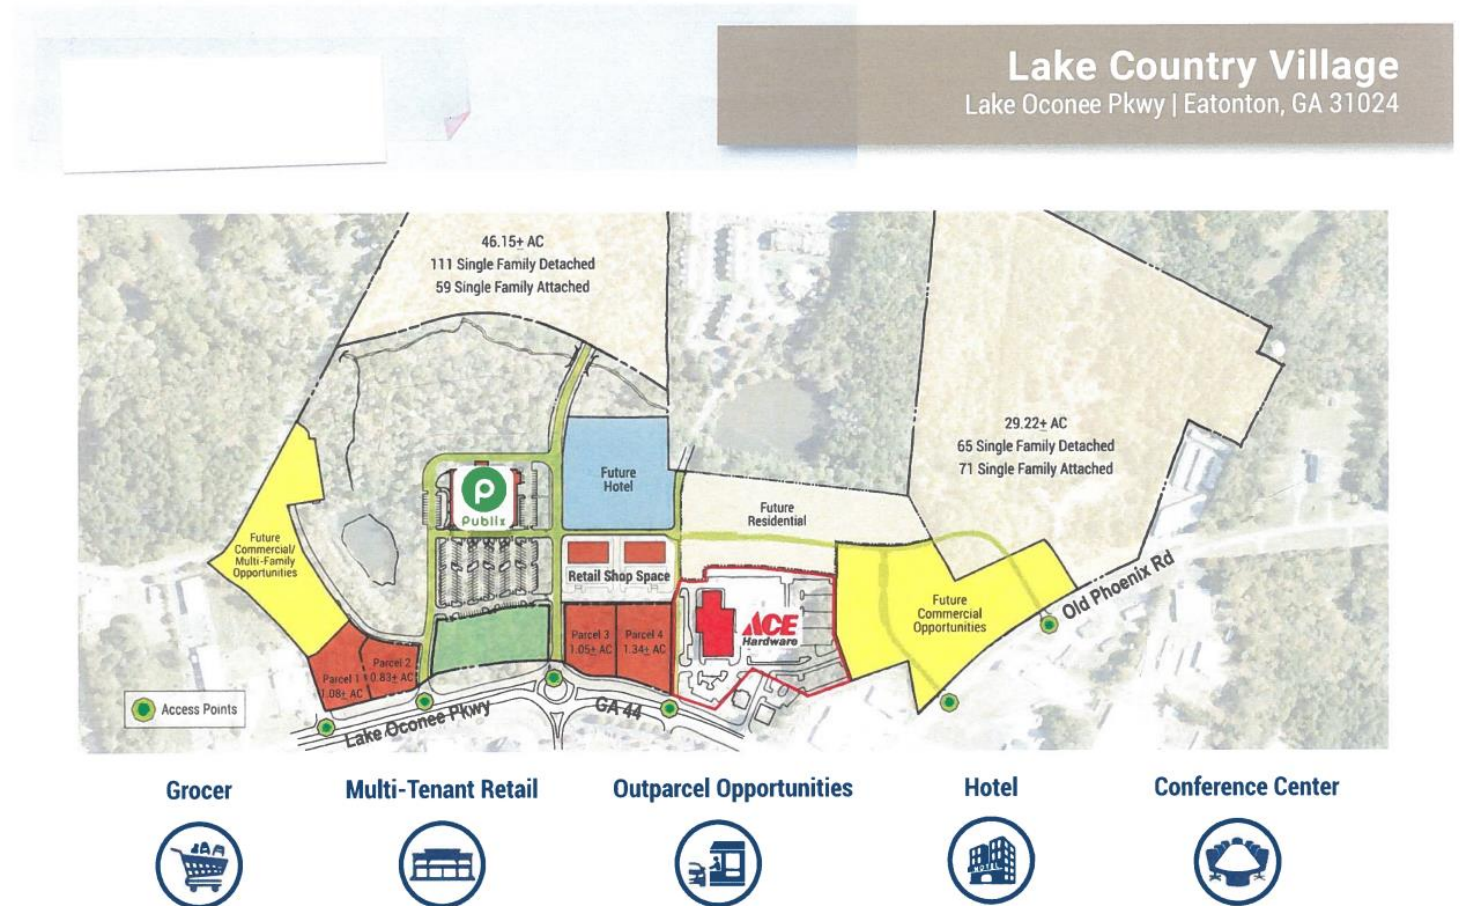 Lake Country Village
Lake Oconee Pkwy | Eatonton, GA 31024
46.15± AC
111 Single Family Detached
59 Single Family Attached
29.22± AC
65 Single Family Detached
71 Single Family Attached
Future
Hotel
Publix
Future
Residential
Future
Commercial/
Multi-Family
Opportunities
Retail Shop Space
ACE
Hardware
Future
Commercial
Opportunities
Old Phoenix Rd
Parcel 1
1.08± AC
Parcel 2
0.83± AC
Parcel 3
1.05± AC
Parcel 4
1.34± AC
Access Points
Lake Oconee Pkwy
GA 44
Grocer
Multi-Tenant Retail
Outparcel Opportunities
Hotel
Conference Center
HOTEL